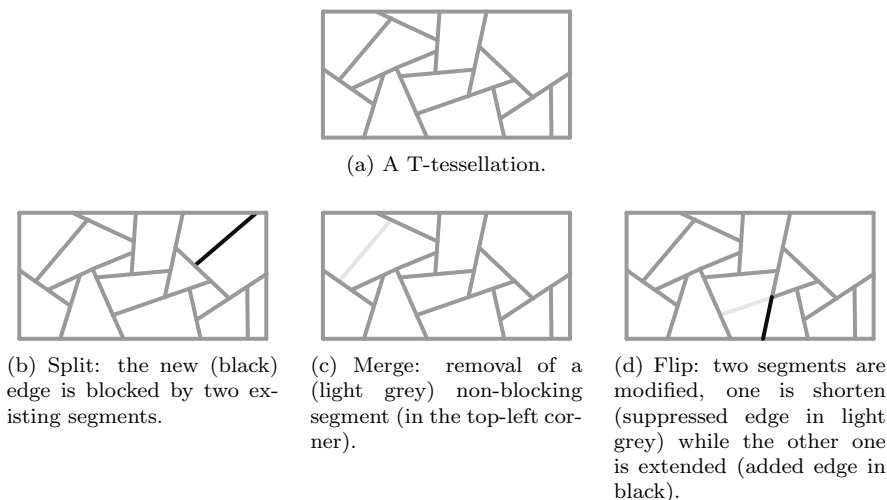 (a) A T-tessellation.
(b) Split: the new (black)
edge is blocked by two ex-
isting segments.
(c) Merge: removal of a
(light grey) non-blocking
segment (in the top-left cor-
ner).
(d) Flip: two segments are
modified, one is shorten
(suppressed edge in light
grey) while the other one
is extended (added edge in
black).